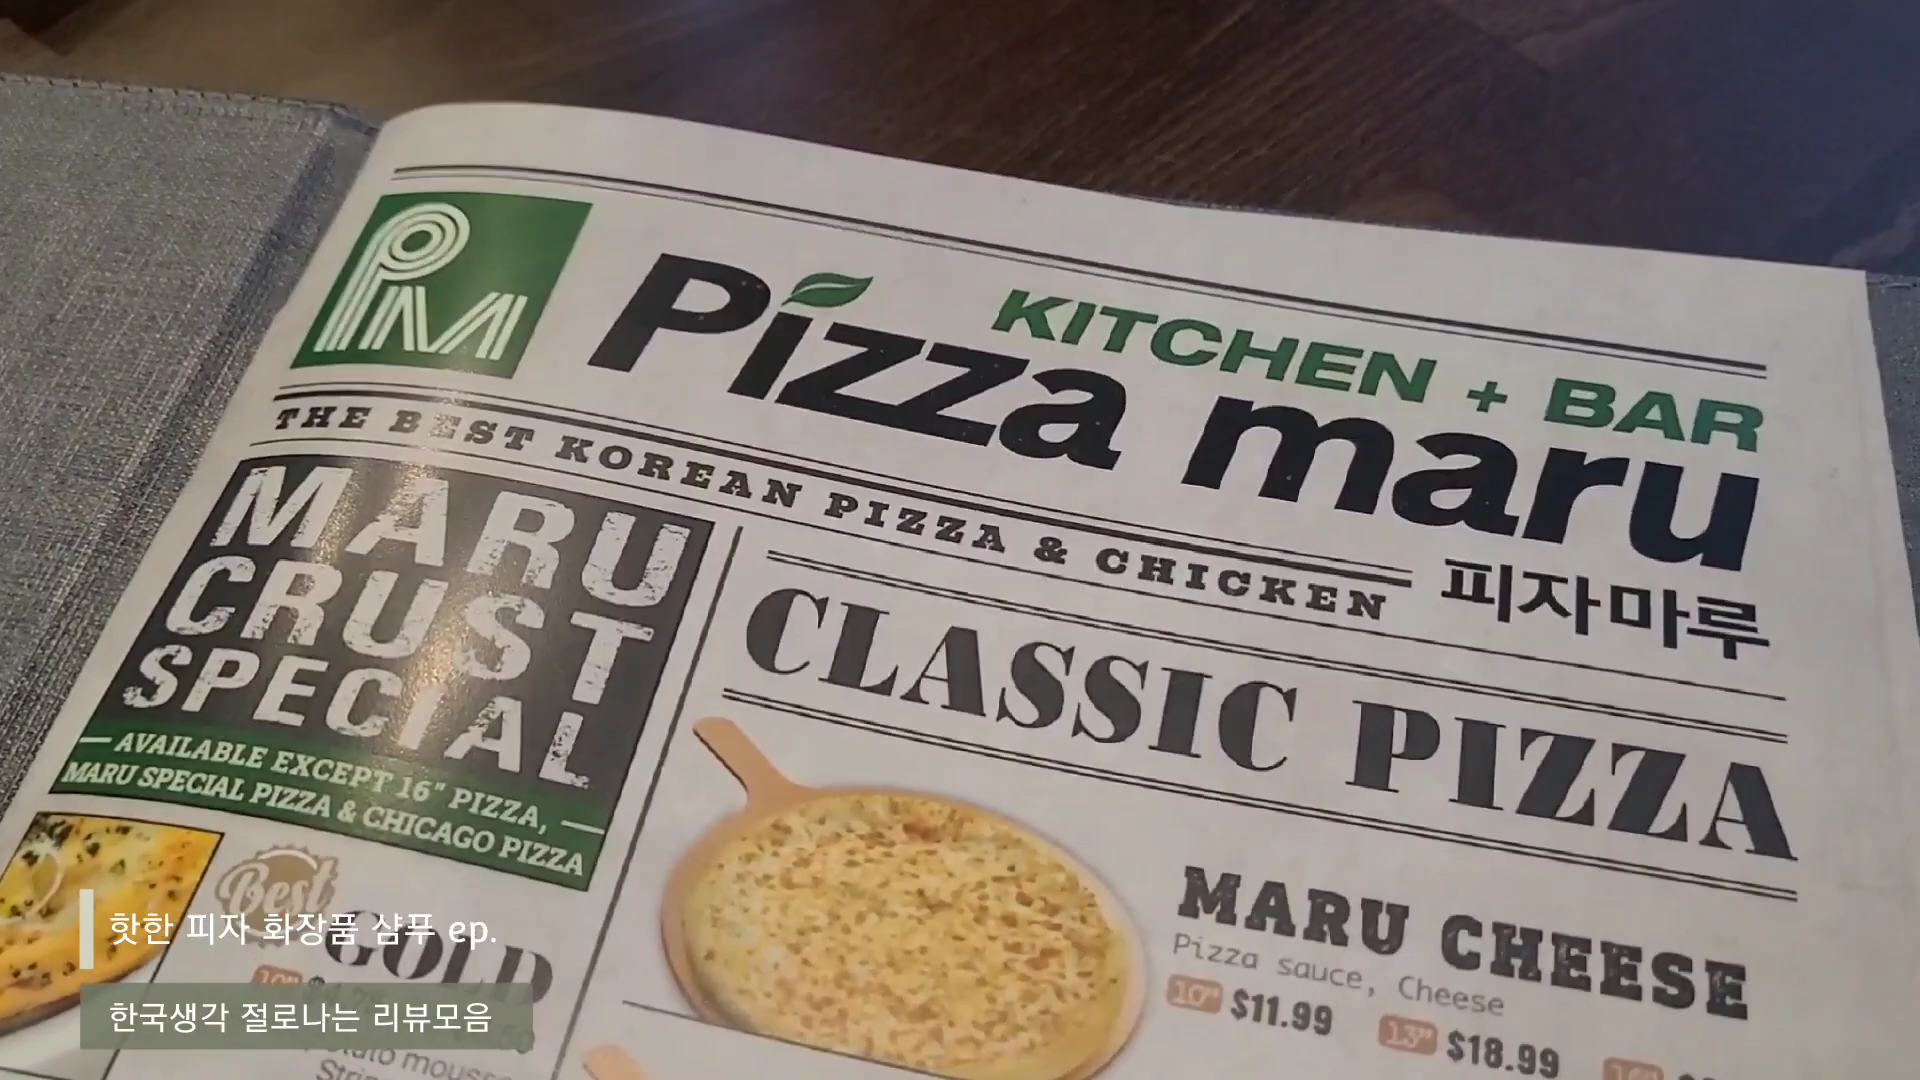 PM
KITCHEN + BAR
Pizza maru
피자마루
THE BEST KOREAN PIZZA & CHICKEN
MARU
CRUST
SPECIAL
AVAILABLE EXCEPT 16" PIZZA,
MARU SPECIAL PIZZA & CHICAGO PIZZA
Best
GOLD
10"
CLASSIC PIZZA
MARU CHEESE
Pizza sauce, Cheese
10" $11.99 13" $18.99
핫한 피자 화장품 샴푸 ep.
한국생각 절로나는 리뷰모음